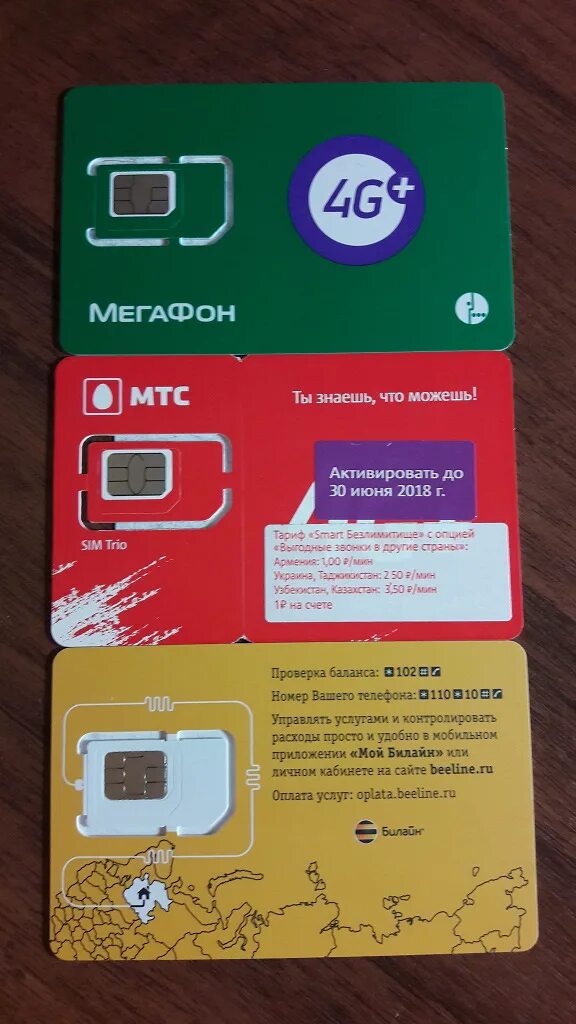 4G+
МЕГАФОН
МТС
Ты знаешь, что можешь!
Активировать до
30 июня 2018 г.
SIM Trio
Тариф «Smart Безлимитище» с опцией
«Выгодные звонки в другие страны»:
Армения: 1,00 ₽/мин
Украина, Таджикистан: 2 50 ₽/мин
Узбекистан, Казахстан: 3,50 ₽/мин
1₽ на счете
Проверка баланса: *102#
Номер Вашего телефона: *110*10#
Управлять услугами и контролировать
расходы просто и удобно в мобильном
приложении «Мой Билайн» или
личном кабинете на сайте beeline.ru
Оплата услуг: oplata.beeline.ru
Билайн